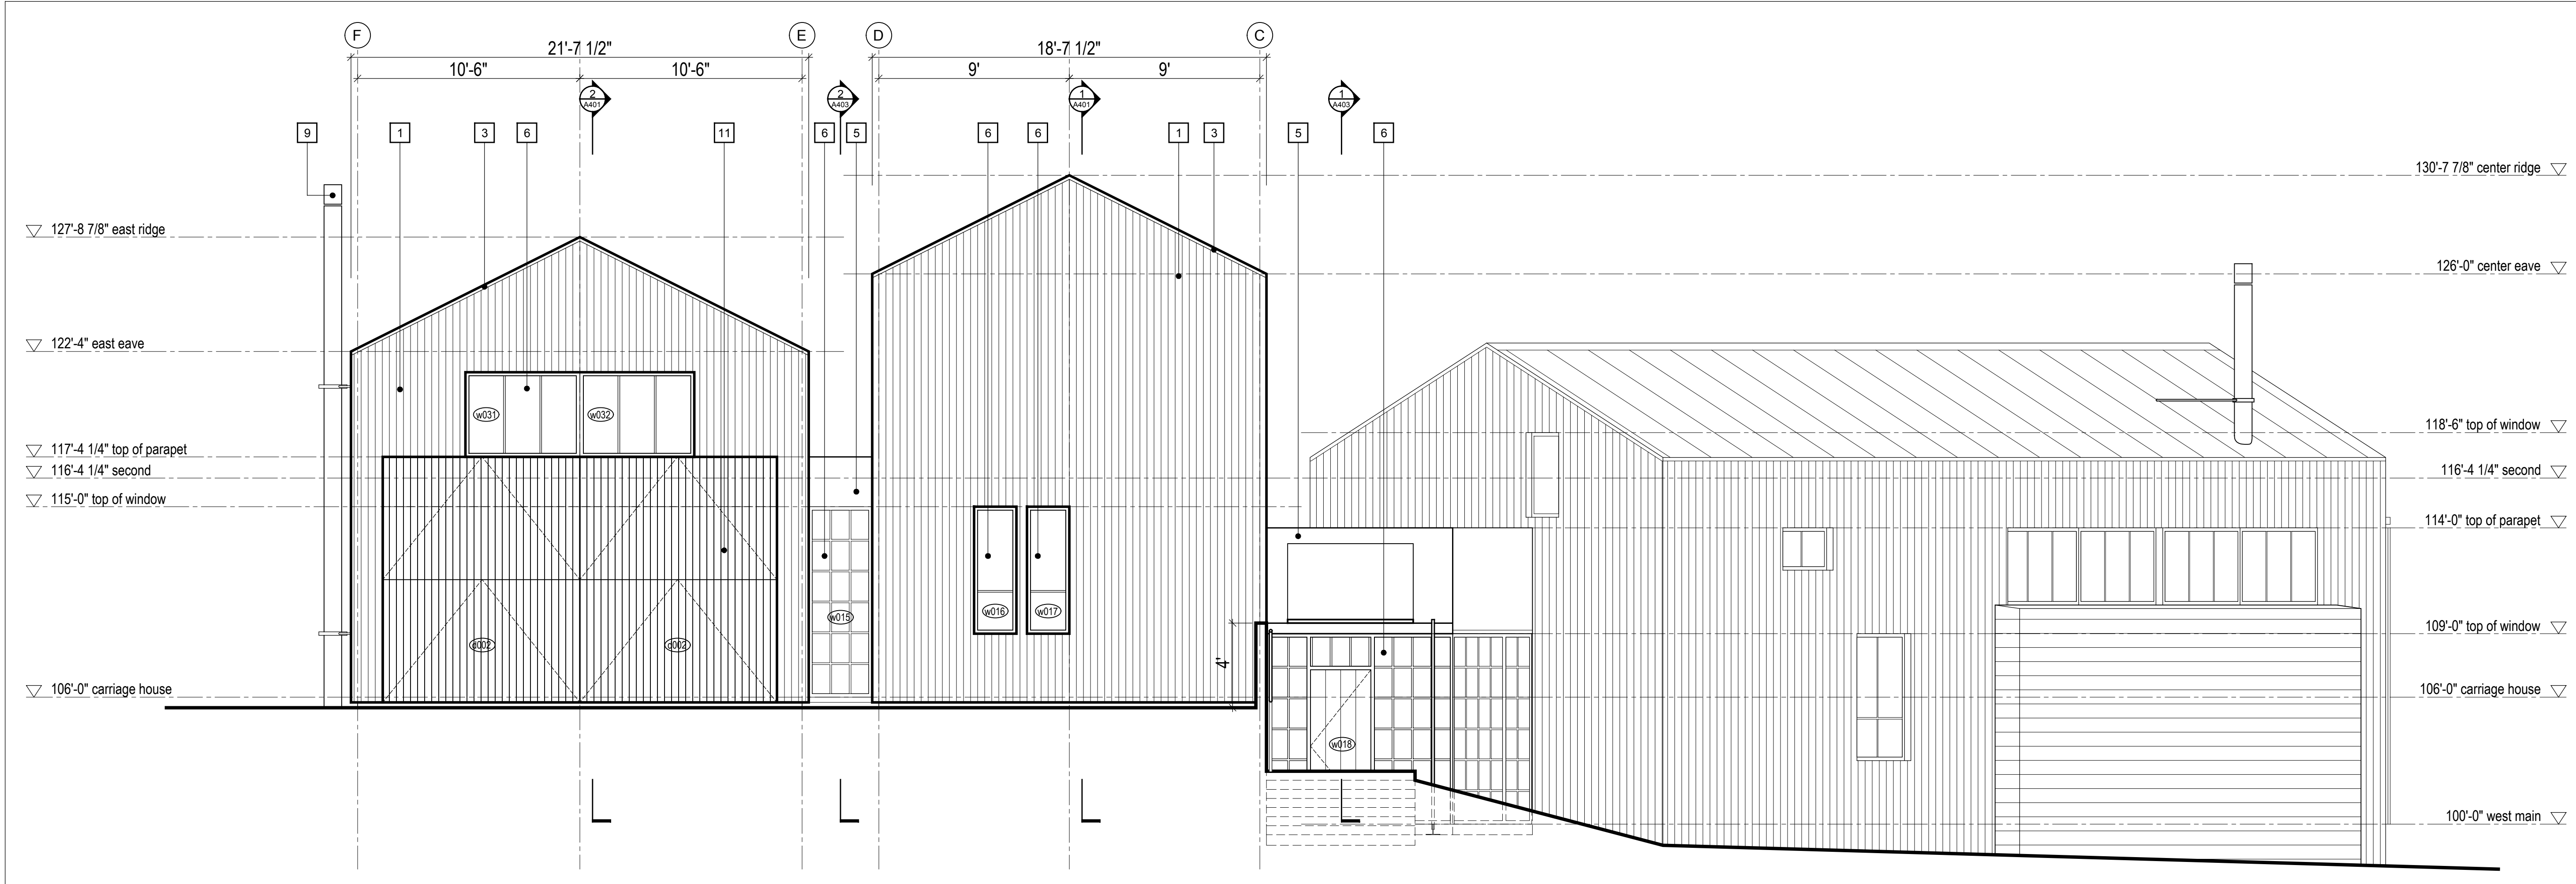 F
E
D
C
21'-7 1/2"
18'-7 1/2"
10'-6"
10'-6"
9'
9'
2
A401
2
A403
1
A401
1
A403
9
1
3
6
11
6
5
6
6
1
3
5
6
130'-7 7/8" center ridge
127'-8 7/8" east ridge
126'-0" center eave
122'-4" east eave
w031
w032
118'-6" top of window
117'-4 1/4" top of parapet
116'-4 1/4" second
116'-4 1/4" second
115'-0" top of window
114'-0" top of parapet
w015
w016
w017
109'-0" top of window
d002
d002
4'
106'-0" carriage house
106'-0" carriage house
w018
100'-0" west main